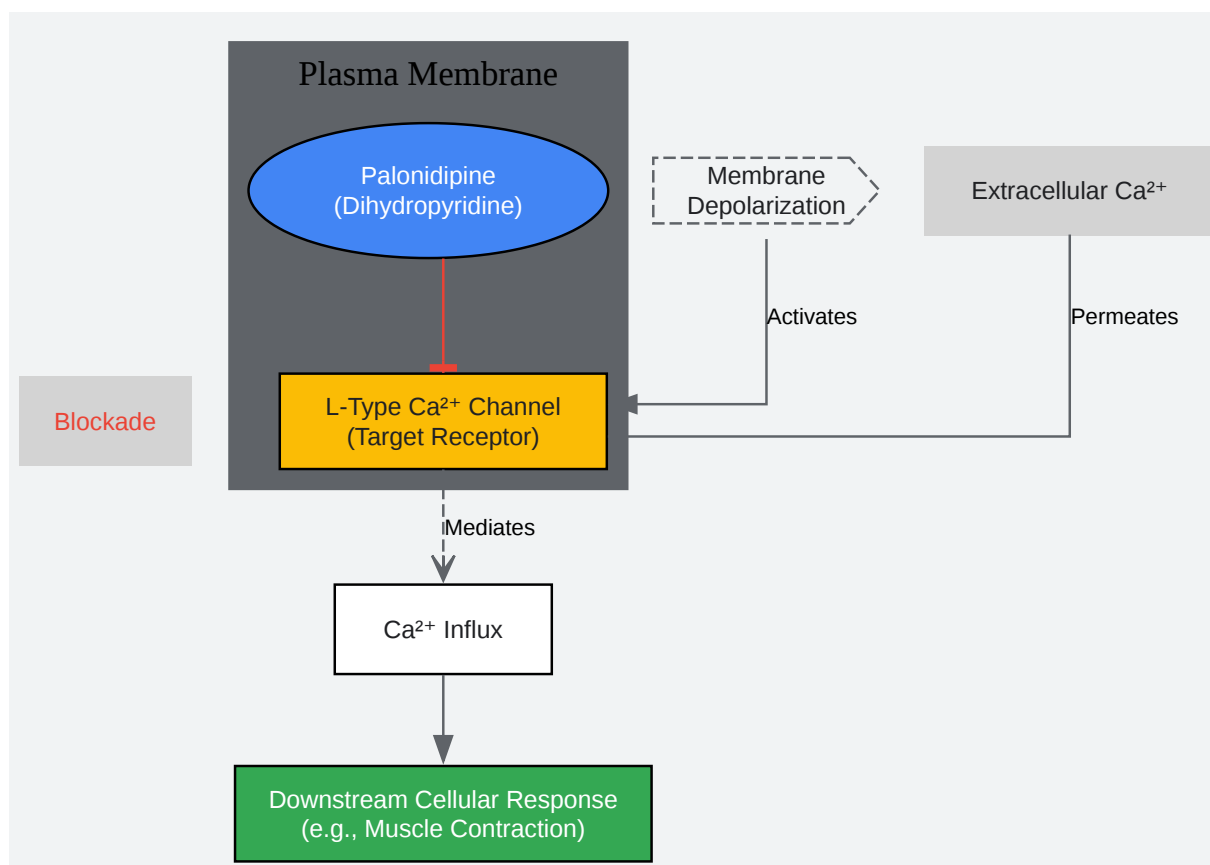 Plasma Membrane
Palonidipine
(Dihydropyridine)
Membrane
Depolarization
Extracellular Ca²⁺
Activates
Permeates
Blockade
L-Type Ca²⁺ Channel
(Target Receptor)
Mediates
Ca²⁺ Influx
Downstream Cellular Response
(e.g., Muscle Contraction)